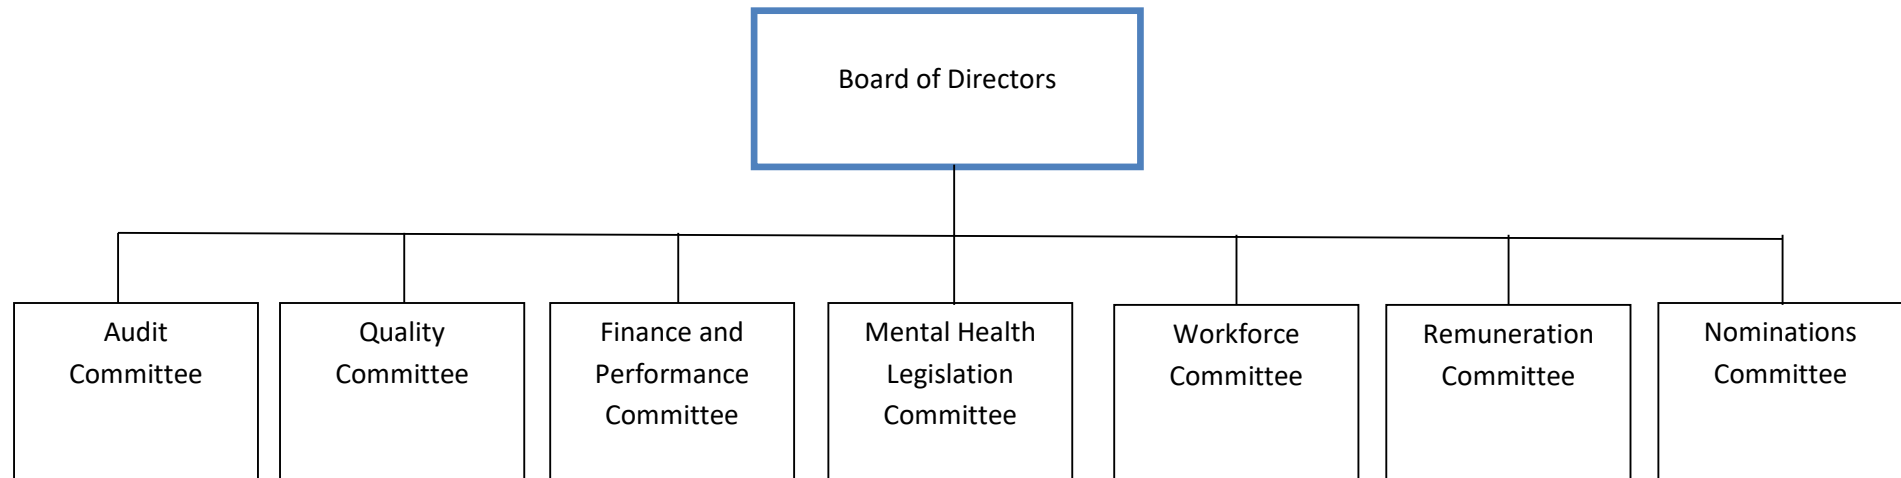 Board of Directors
Audit
Committee
Quality
Committee
Finance and
Performance
Committee
Mental Health
Legislation
Committee
Workforce
Committee
Remuneration
Committee
Nominations
Committee